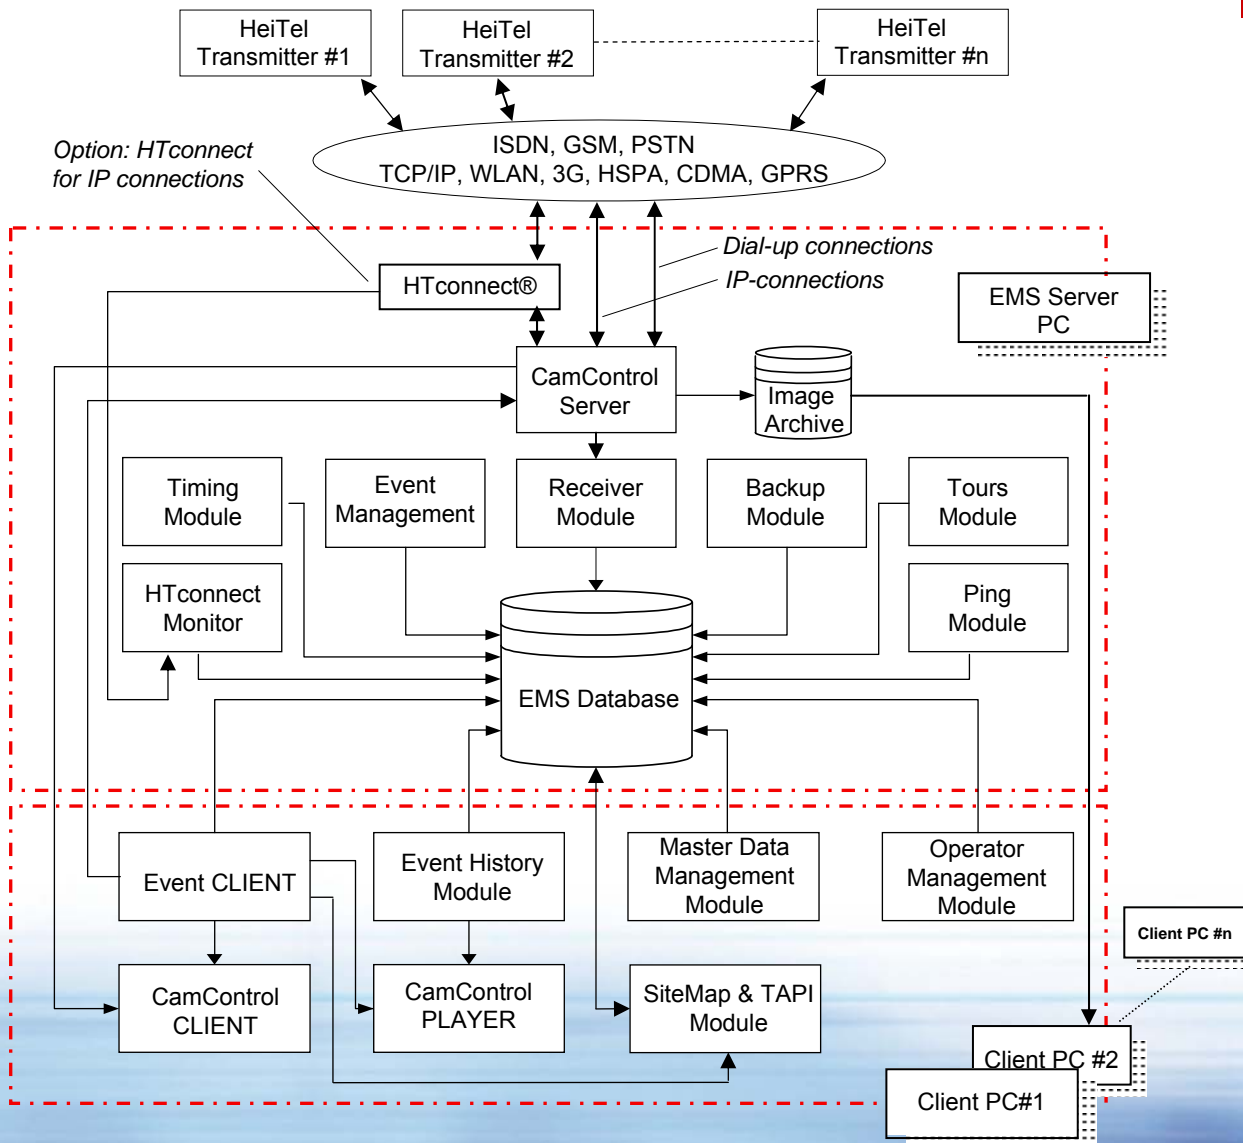 HeiTel
Transmitter #1
HeiTel
Transmitter #2
HeiTel
Transmitter #n
ISDN, GSM, PSTN
TCP/IP, WLAN, 3G, HSPA, CDMA, GPRS
Option: HTconnect
for IP connections
Dial-up connections
IP-connections
HTconnect®
EMS Server
PC
CamControl
Server
Image
Archive
Timing
Module
Event
Management
Receiver
Module
Backup
Module
Tours
Module
HTconnect
Monitor
Ping
Module
EMS Database
Event CLIENT
Event History
Module
Master Data
Management
Module
Operator
Management
Module
Client PC #n
CamControl
CLIENT
CamControl
PLAYER
SiteMap & TAPI
Module
Client PC #2
Client PC#1